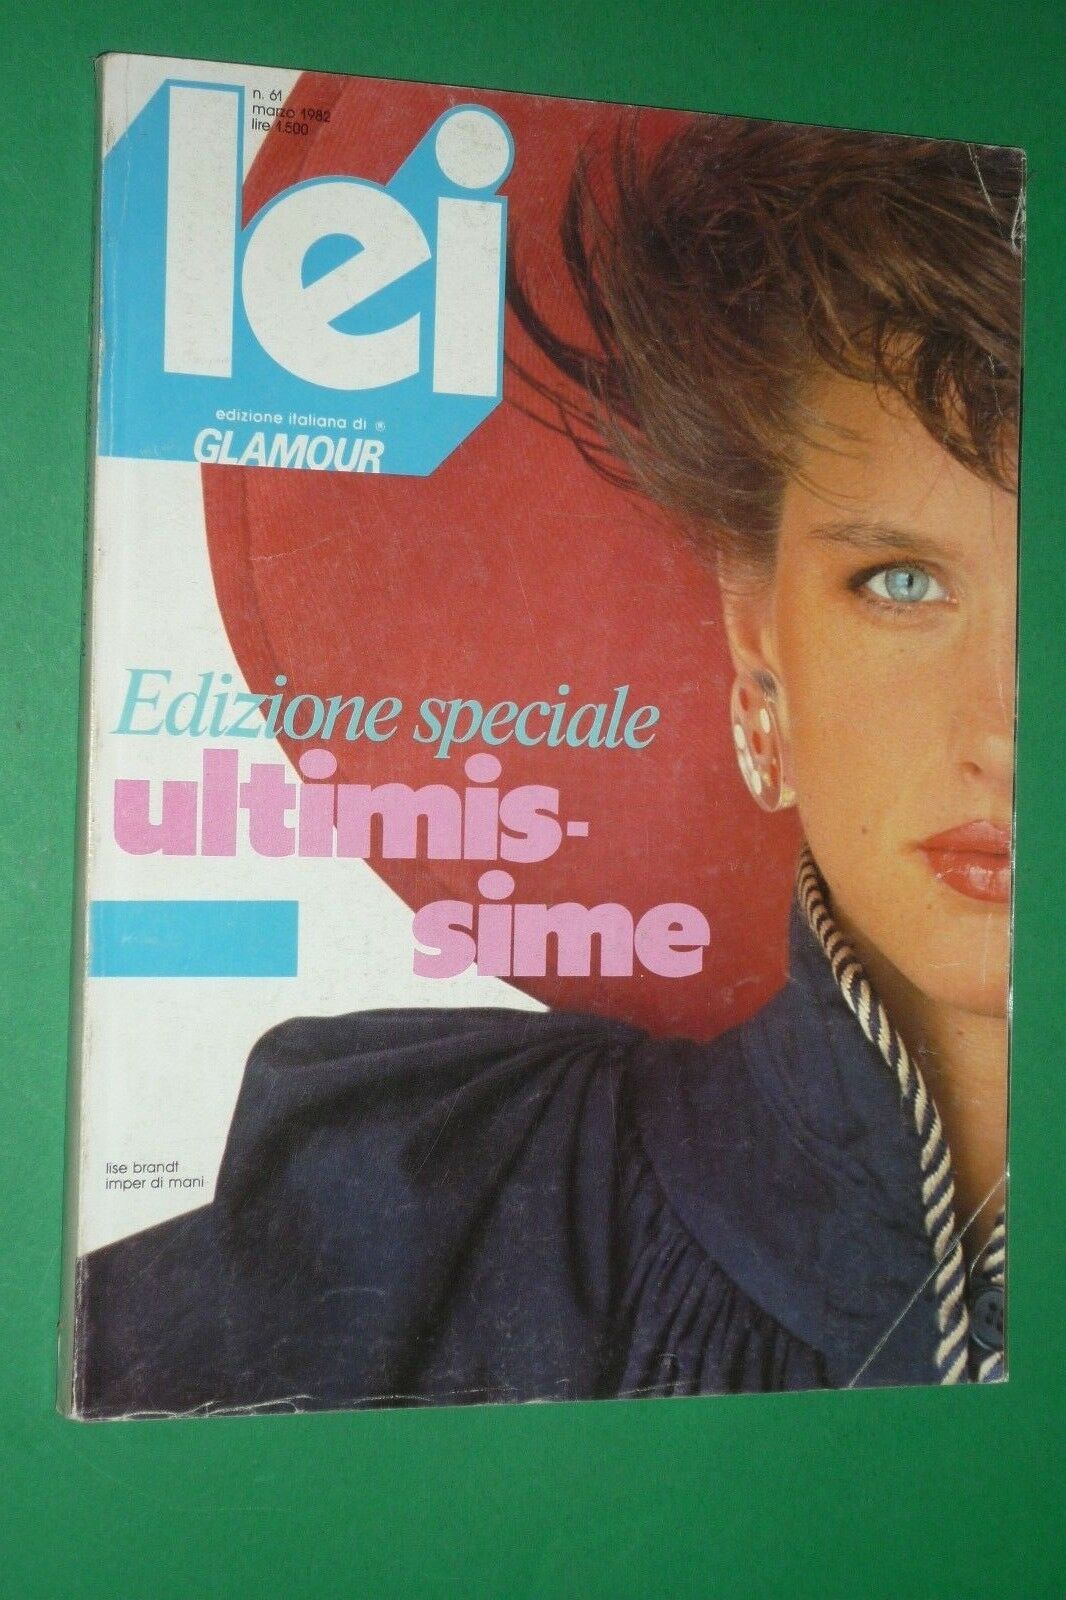 n. 61
marzo 1982
lire 1.500
lei
edizione italiana di ®
GLAMOUR
Edizione speciale
ultimis-
sime
lise brandt
imper di mani